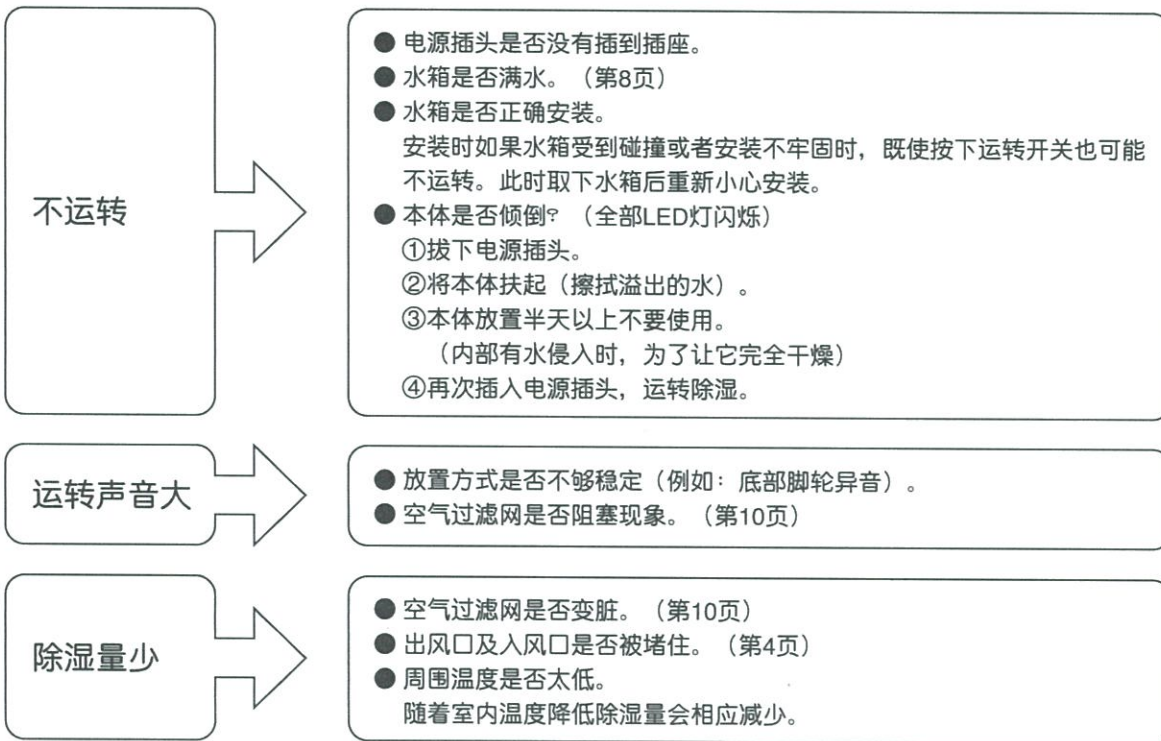 不运转
● 电源插头是否没有插到插座。
● 水箱是否满水。（第8页）
● 水箱是否正确安装。
安装时如果水箱受到碰撞或者安装不牢固时，既使按下运转开关也可能
不运转。此时取下水箱后重新小心安装。
● 本体是否倾倒？（全部LED灯闪烁）
①拔下电源插头。
②将本体扶起（擦拭溢出的水）。
③本体放置半天以上不要使用。
（内部有水侵入时，为了让它完全干燥）
④再次插入电源插头，运转除湿。
运转声音大
● 放置方式是否不够稳定（例如：底部脚轮异音）。
● 空气过滤网是否阻塞现象。（第10页）
除湿量少
● 空气过滤网是否变脏。（第10页）
● 出风口及入风口是否被堵住。（第4页）
● 周围温度是否太低。
随着室内温度降低除湿量会相应减少。